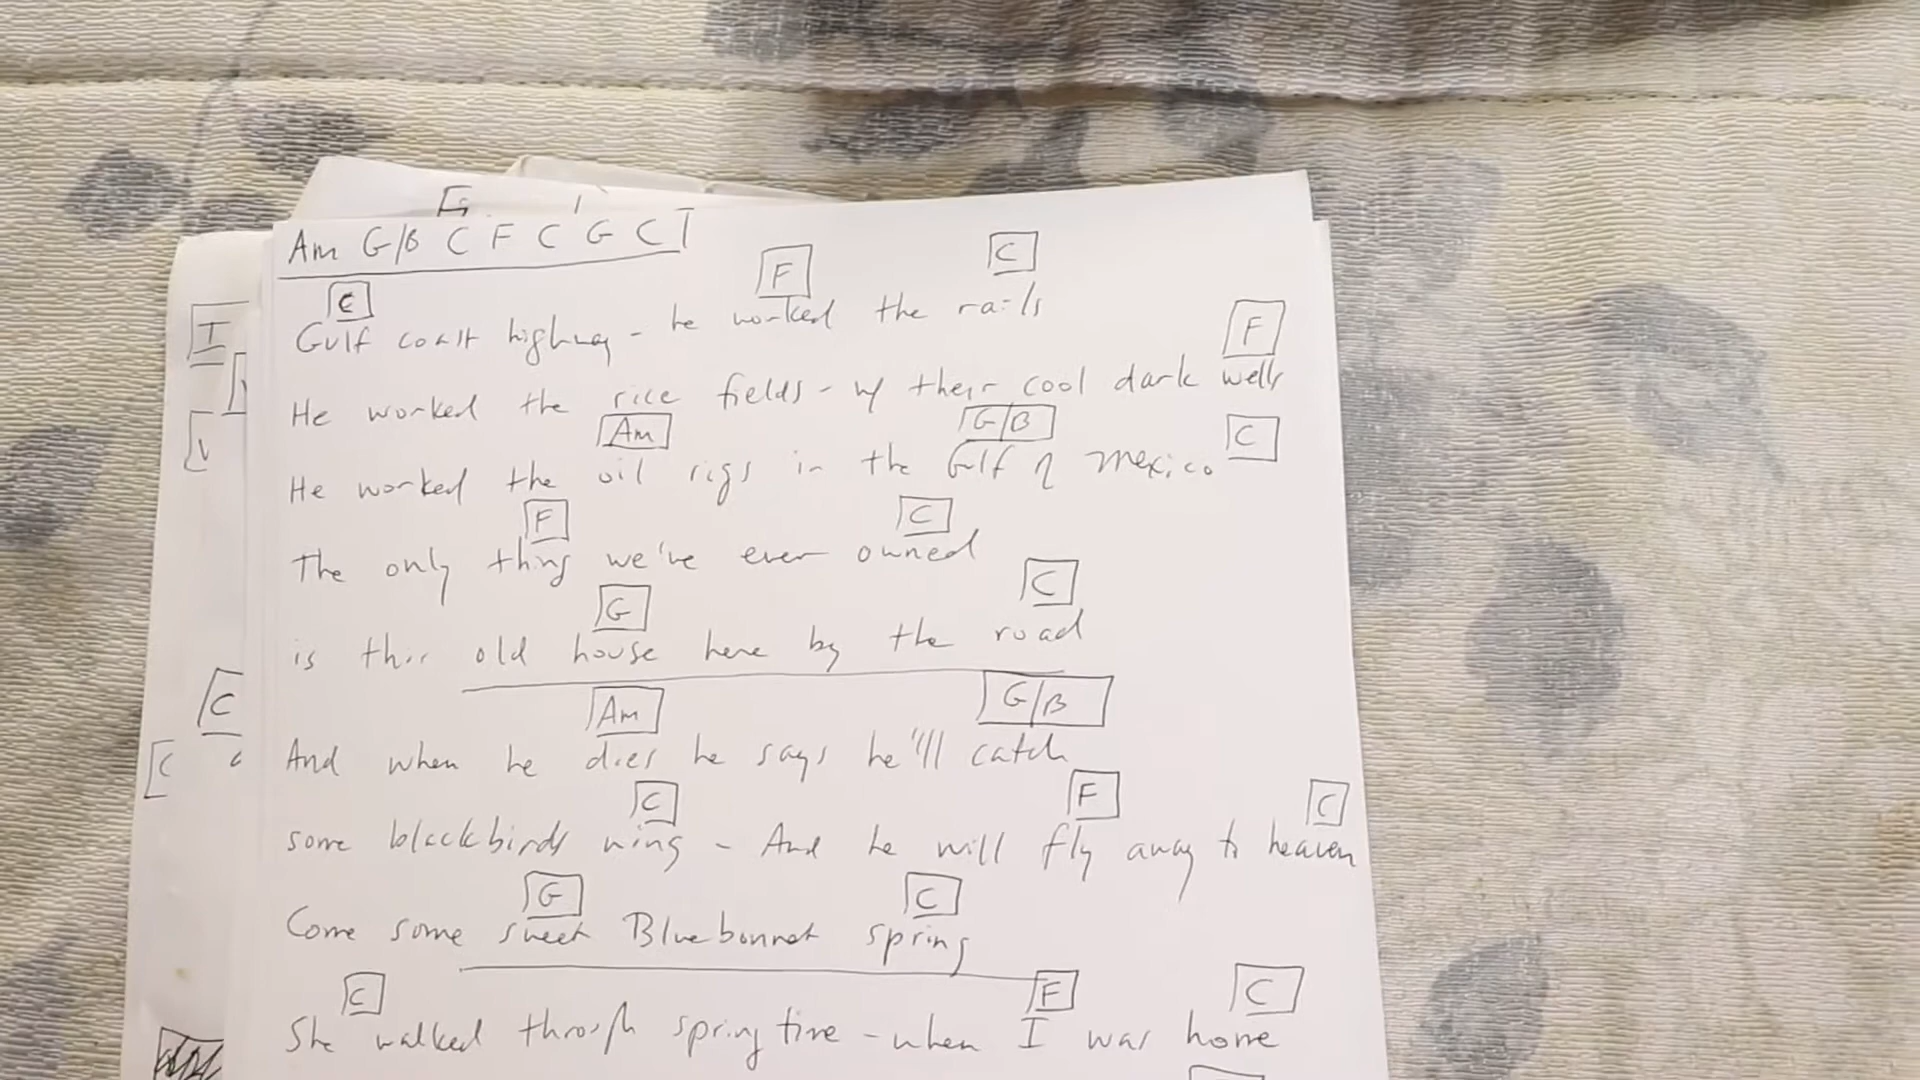 Am G/B C F C G C
C F C
Gulf coast highway - he worked the rails
F
He worked the rice fields - w/ their cool dark wells
Am G/B C
He worked the oil rigs in the Gulf of Mexico
F C
The only thing we've ever owned
G C
is this old house here by the road
Am G/B
And when he dies he says he'll catch
C F C
some blackbirds wing - And he will fly away to heaven
G C
Come some sweet Bluebonnet spring
C F C
She walked through springtime - when I was home
I
C
C